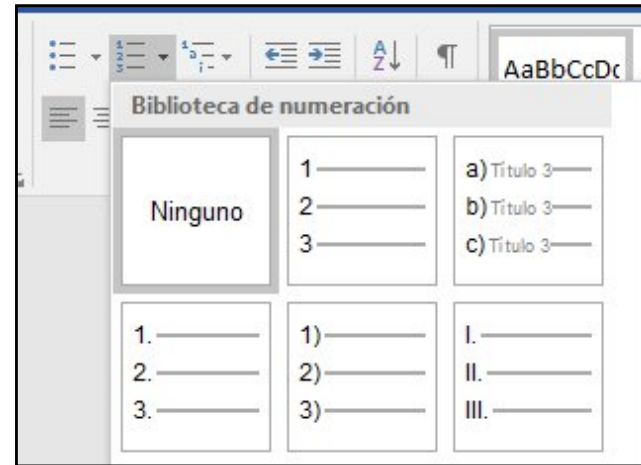 AaBbCcDc
Biblioteca de numeración
Ninguno
1
2
3
a) Título 3
b) Título 3
c) Título 3
1.
2.
3.
1)
2)
3)
I.
II.
III.